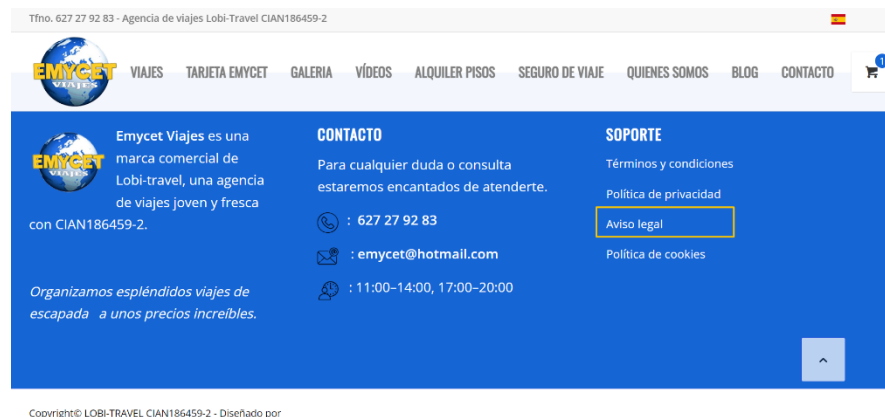 Tfno. 627 27 92 83 - Agencia de viajes Lobi-Travel CIAN186459-2
EMYCET
VIAJES
VIAJES TARJETA EMYCET GALERIA VÍDEOS ALQUILER PISOS SEGURO DE VIAJE QUIENES SOMOS BLOG CONTACTO
1
EMYCET
VIAJES
Emycet Viajes es una
marca comercial de
Lobi-travel, una agencia
de viajes joven y fresca
con CIAN186459-2.
Organizamos espléndidos viajes de
escapada a unos precios increíbles.
CONTACTO
Para cualquier duda o consulta
estaremos encantados de atenderte.
: 627 27 92 83
: emycet@hotmail.com
: 11:00–14:00, 17:00–20:00
SOPORTE
Términos y condiciones
Política de privacidad
Aviso legal
Política de cookies
Copyright© LOBI-TRAVEL CIAN186459-2 - Diseñado por